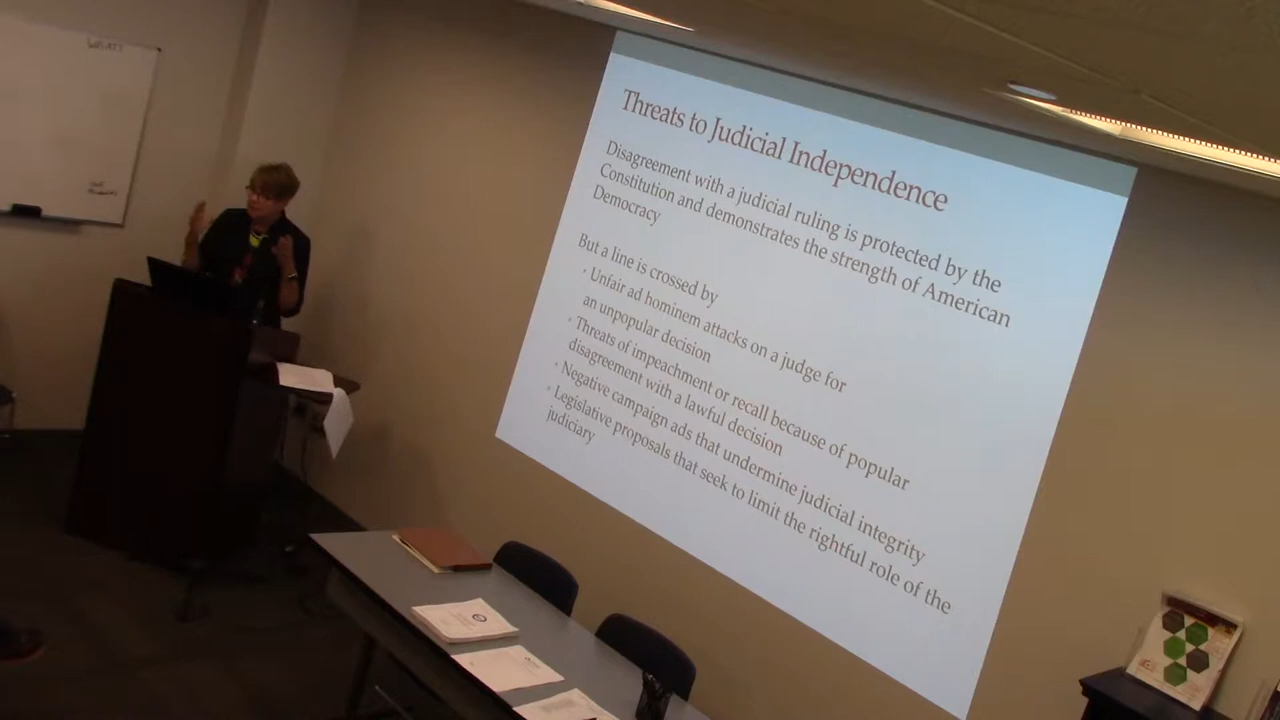 Threats to Judicial Independence
Disagreement with a judicial ruling is protected by the
Constitution and demonstrates the strength of American
Democracy
But a line is crossed by
• Unfair ad hominem attacks on a judge for
an unpopular decision
• Threats of impeachment or recall because of popular
disagreement with a lawful decision
• Negative campaign ads that undermine judicial integrity
• Legislative proposals that seek to limit the rightful role of the
judiciary